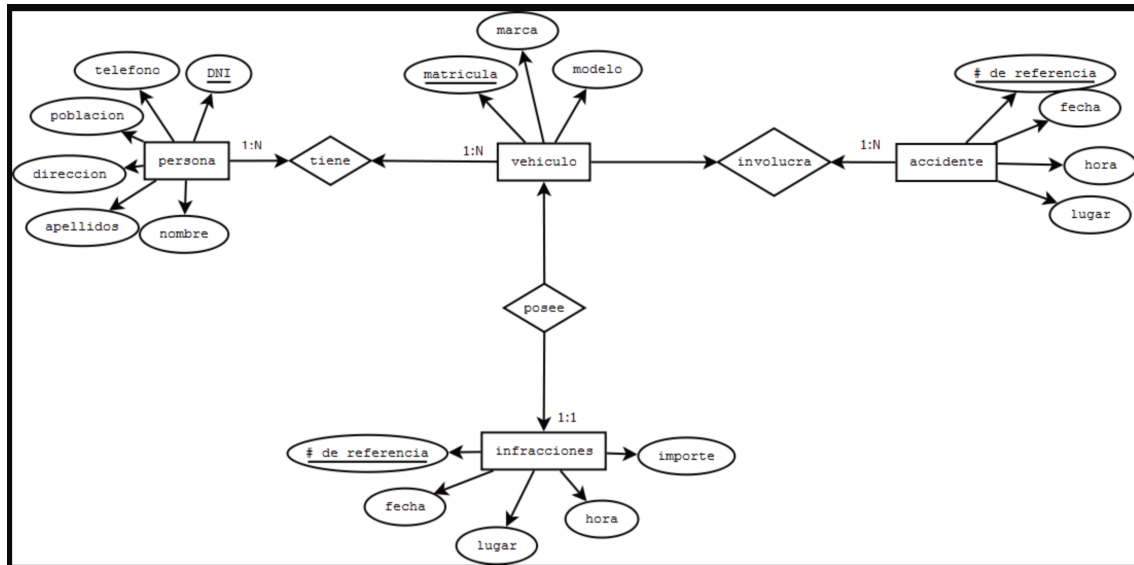 marca
telefono
DNI
matricula
modelo
# de referencia
poblacion
fecha
persona
1:N
tiene
1:N
vehiculo
involucra
1:N
accidente
hora
direccion
apellidos
nombre
lugar
posee
1:1
# de referencia
infracciones
importe
fecha
hora
lugar